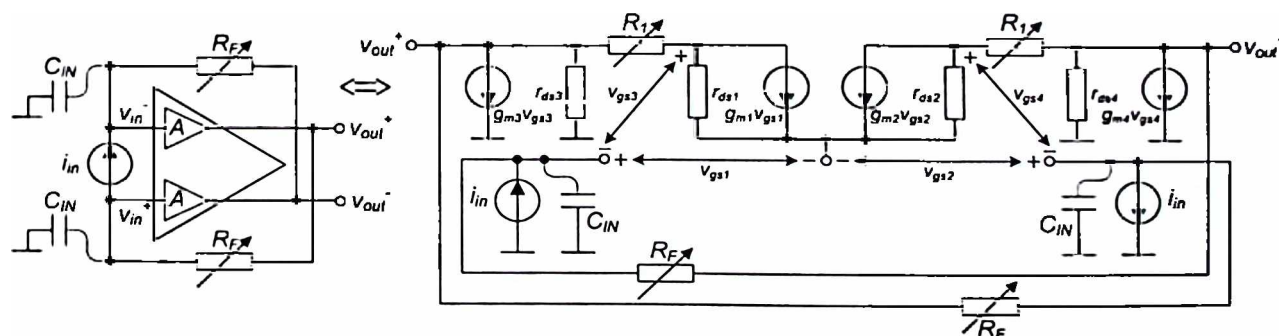 C_IN
R_F
v_in^-
A
v_out^+
i_in
A
v_out^-
v_in^+
C_IN
R_F
v_out^+
R_1
R_1
g_m3v_gs3
r_ds3
v_gs3
+
r_ds1
g_m1v_gs1
g_m2v_gs2
r_ds2
+
v_gs4
r_ds4
g_m4v_gs4
− +
v_gs1
− −
v_gs2
+ −
i_in
C_IN
C_IN
i_in
R_F
R_F